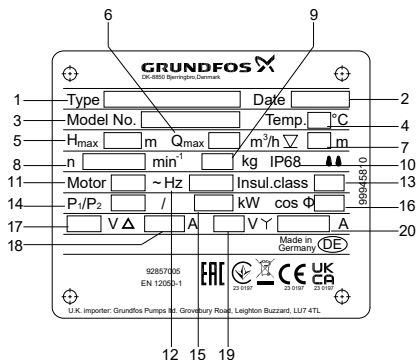 6 9
GRUNDFOS
DK-8850 Bjerringbro,Denmark
1 Type Date 2
3 Model No. Temp. °C 4
5 Hmax m Qmax m³/h m 7
8 n min-1 kg IP68 10
11 Motor ~ Hz Insul.class 13
14 P1/P2 / kW cos Φ 16
17 V Δ A V Y A 20
18
Made in
Germany DE
99945810
92857005
EN 12050-1
EAC CE UKCA
23 0197 23 0197 23 0197
U.K. importer: Grundfos Pumps ltd. Grovebury Road, Leighton Buzzard, LU7 4TL
12 15 19